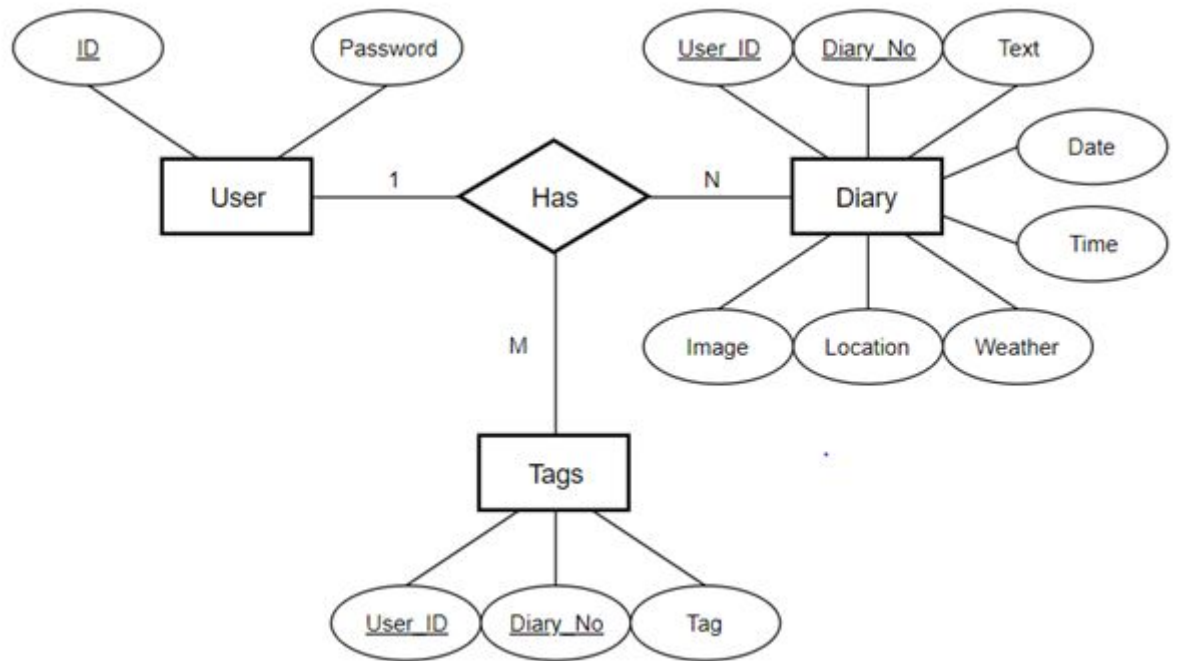 ID
Password
User_ID
Diary_No
Text
Date
User
1
Has
N
Diary
Time
M
Image
Location
Weather
Tags
User_ID
Diary_No
Tag